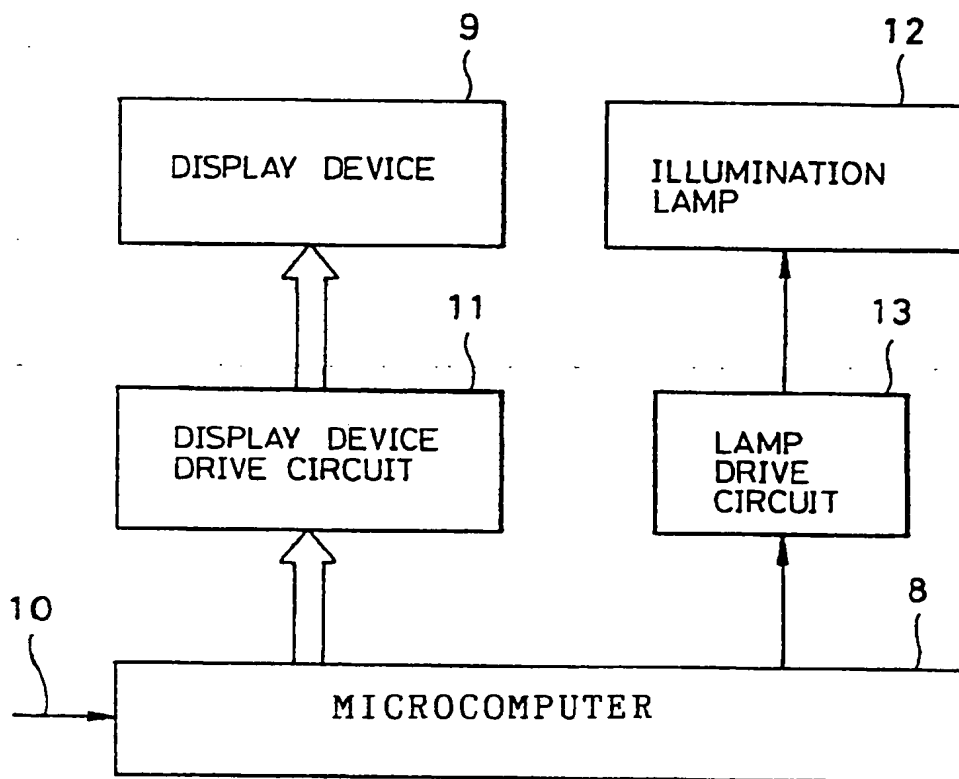 9
12
DISPLAY DEVICE
ILLUMINATION
LAMP
11
13
DISPLAY DEVICE
DRIVE CIRCUIT
LAMP
DRIVE
CIRCUIT
10
8
MICROCOMPUTER